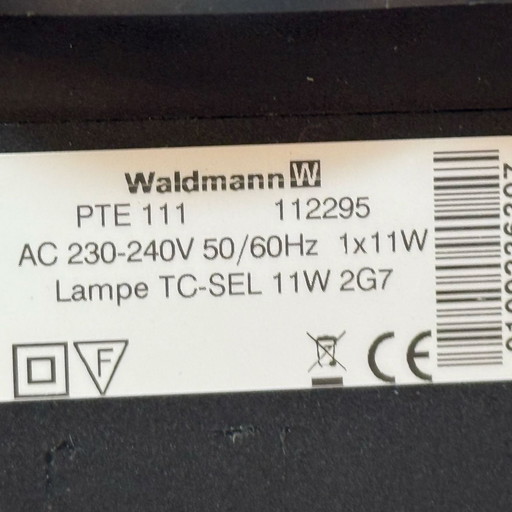 Waldmann W
PTE 111 112295
AC 230-240V 50/60Hz 1x11W
Lampe TC-SEL 11W 2G7
F
CE